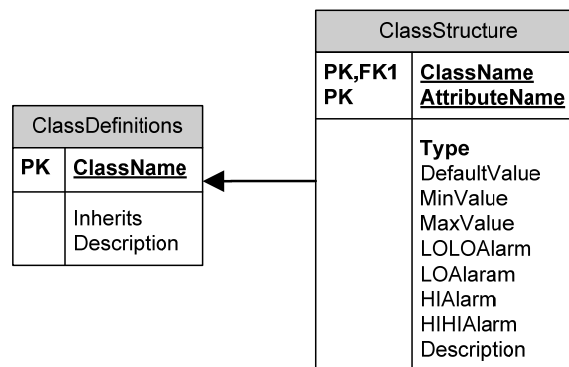 ClassDefinitions
PK ClassName
Inherits
Description
ClassStructure
PK,FK1 ClassName
PK AttributeName
Type
DefaultValue
MinValue
MaxValue
LOLOAlarm
LOAlaram
HIAlarm
HIHIAlarm
Description